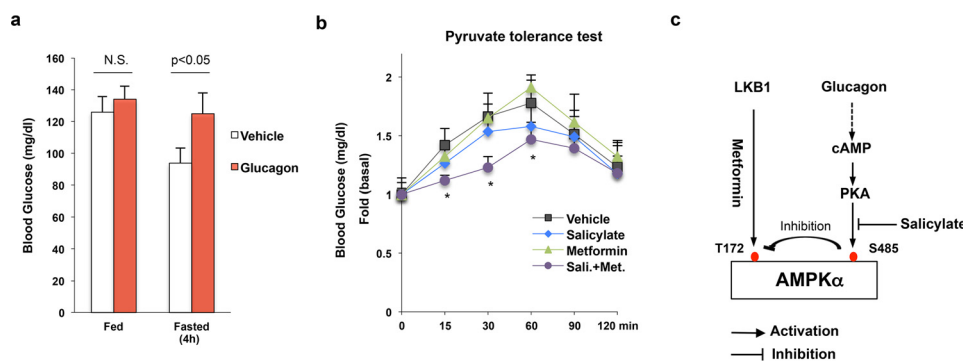 a
Blood Glucose (mg/dl)
160
140
120
100
80
60
40
20
0
N.S.
p<0.05
Vehicle
Glucagon
Fed
Fasted
(4h)
b
Pyruvate tolerance test
Blood Glucose (mg/dl)
Fold (basal)
2
1.5
1
0.5
0
*
*
*
Vehicle
Salicylate
Metformin
Sali.+Met.
0
15
30
60
90
120 min
c
LKB1
Glucagon
cAMP
PKA
Metformin
Salicylate
Inhibition
T172
S485
AMPKα
Activation
Inhibition